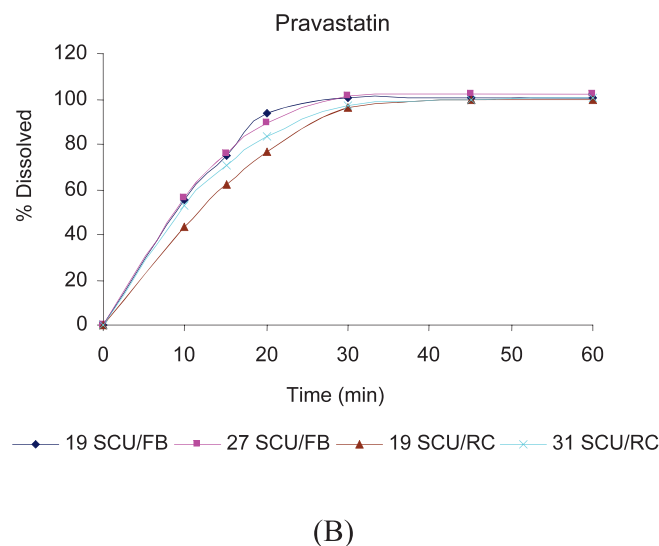 Pravastatin
120
100
80
60
40
20
0
% Dissolved
0 10 20 30 40 50 60
Time (min)
19 SCU/FB 27 SCU/FB 19 SCU/RC 31 SCU/RC
(B)